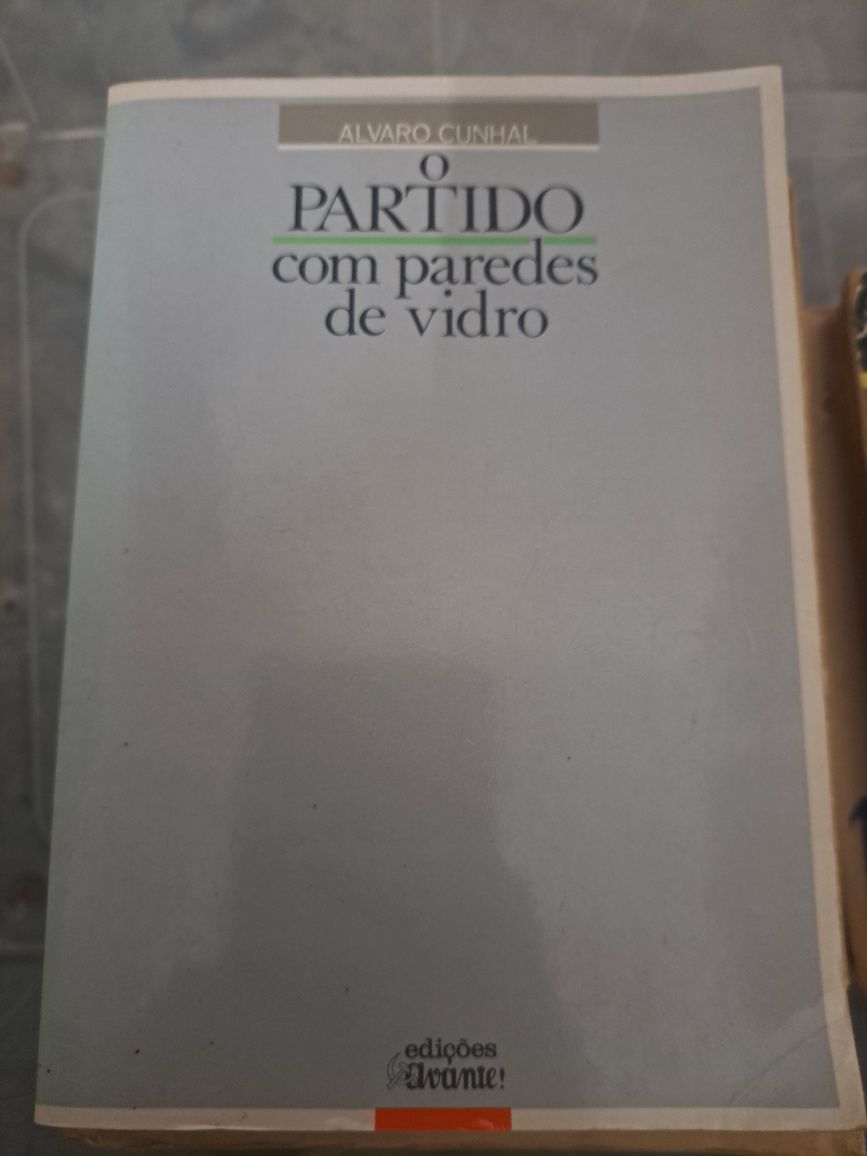 ALVARO CUNHAL
O
PARTIDO
com paredes
de vidro
edições
avante!